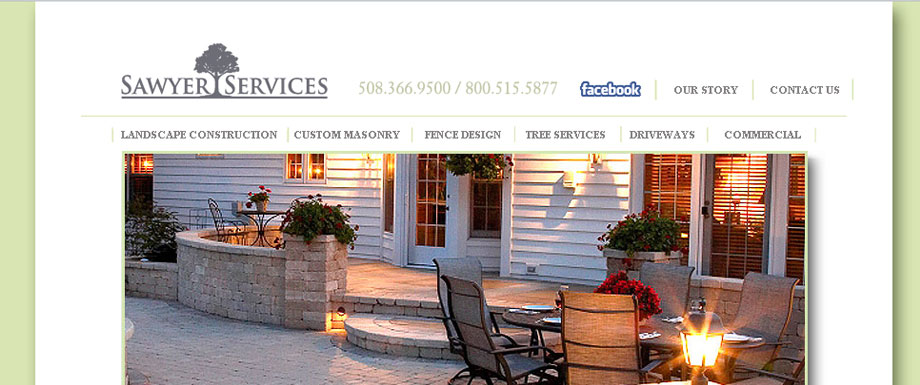 SAWYER SERVICES
508.366.9500 / 800.515.5877
facebook
OUR STORY
CONTACT US
LANDSCAPE CONSTRUCTION CUSTOM MASONRY FENCE DESIGN TREE SERVICES DRIVEWAYS COMMERCIAL